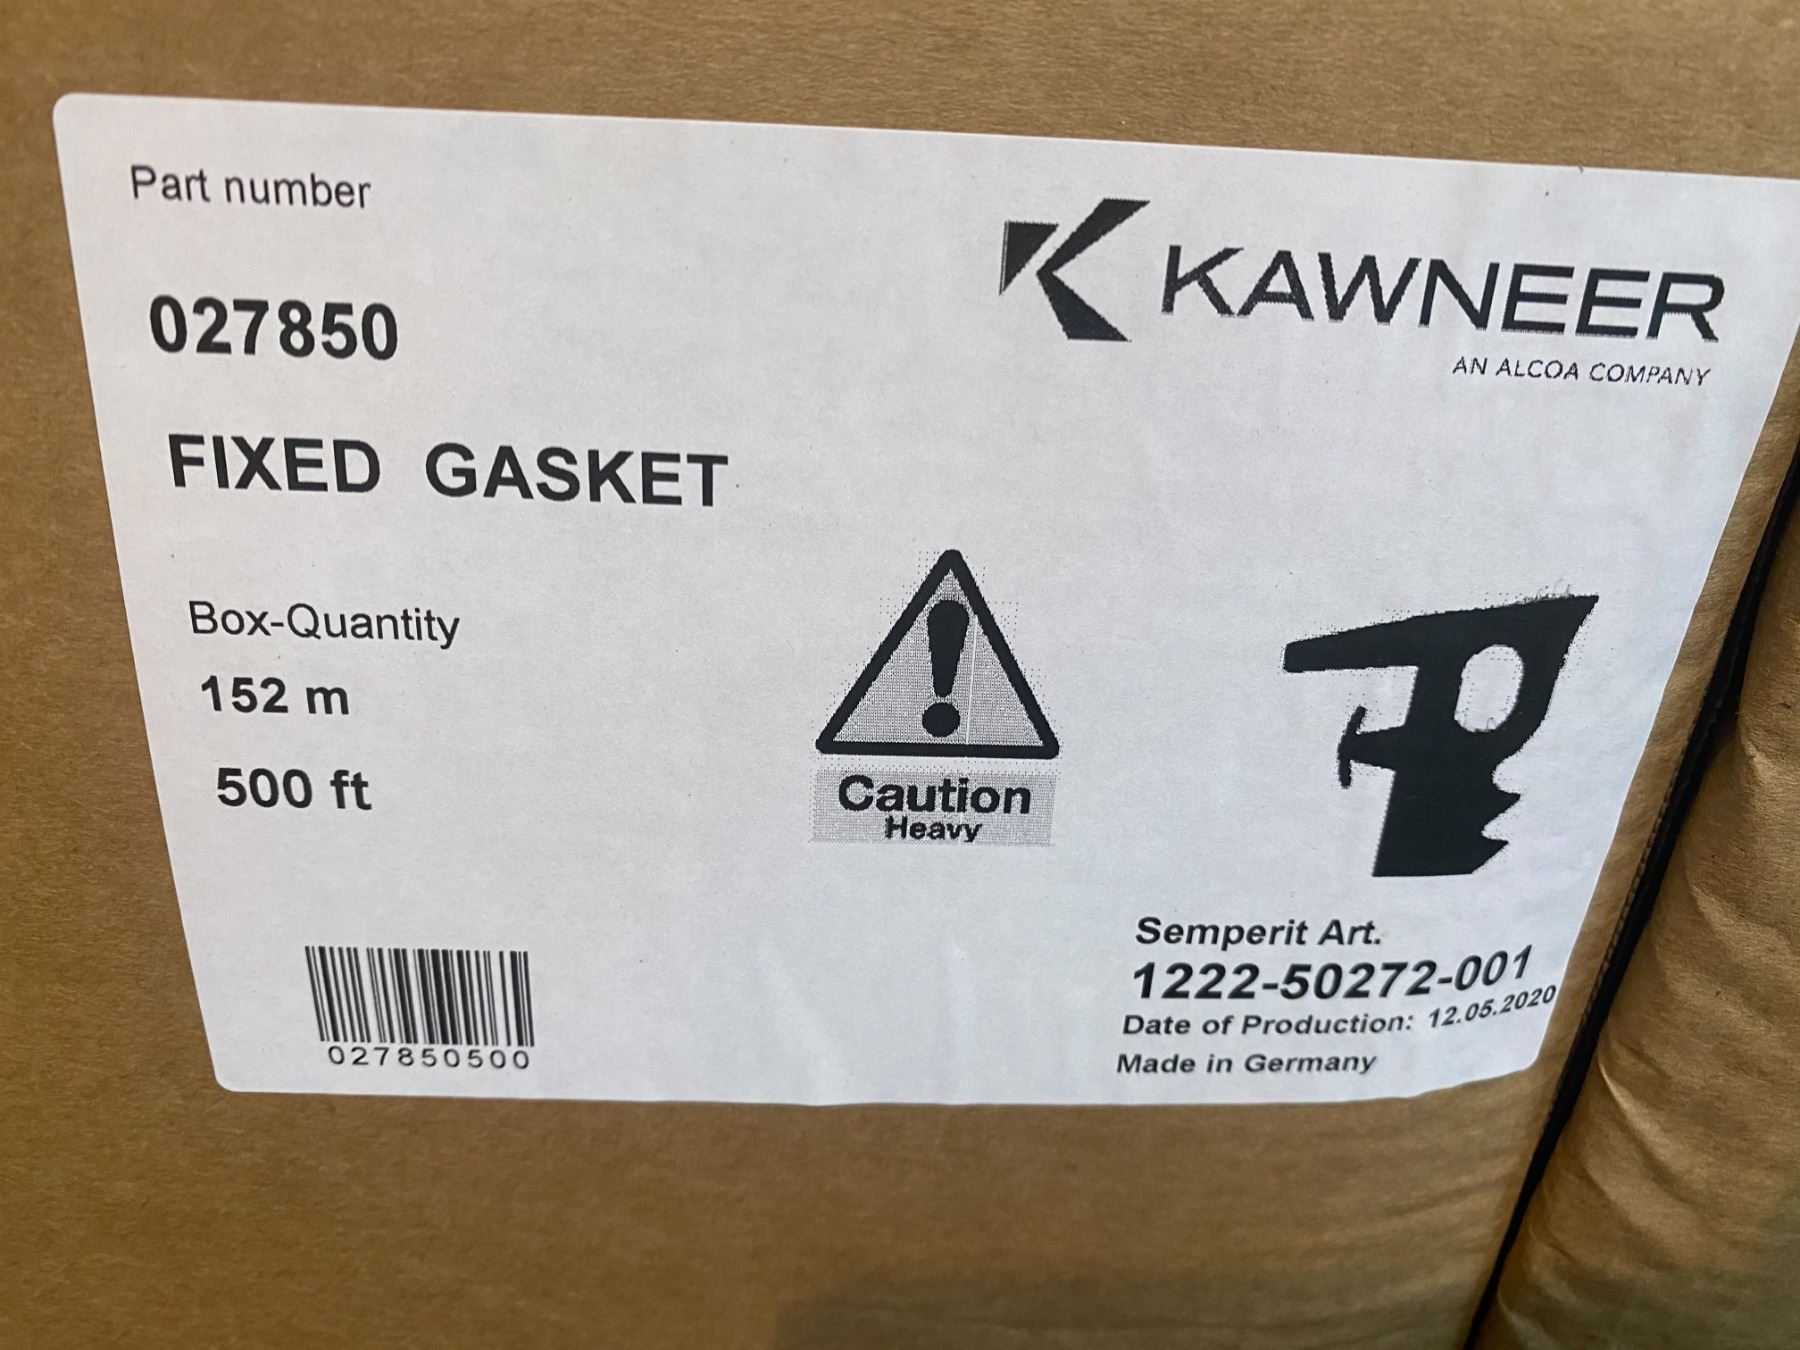 Part number
027850
KAWNEER
AN ALCOA COMPANY
FIXED GASKET
Box-Quantity
152 m
500 ft
Caution
Heavy
027850500
Semperit Art.
1222-50272-001
Date of Production: 12.05.2020
Made in Germany